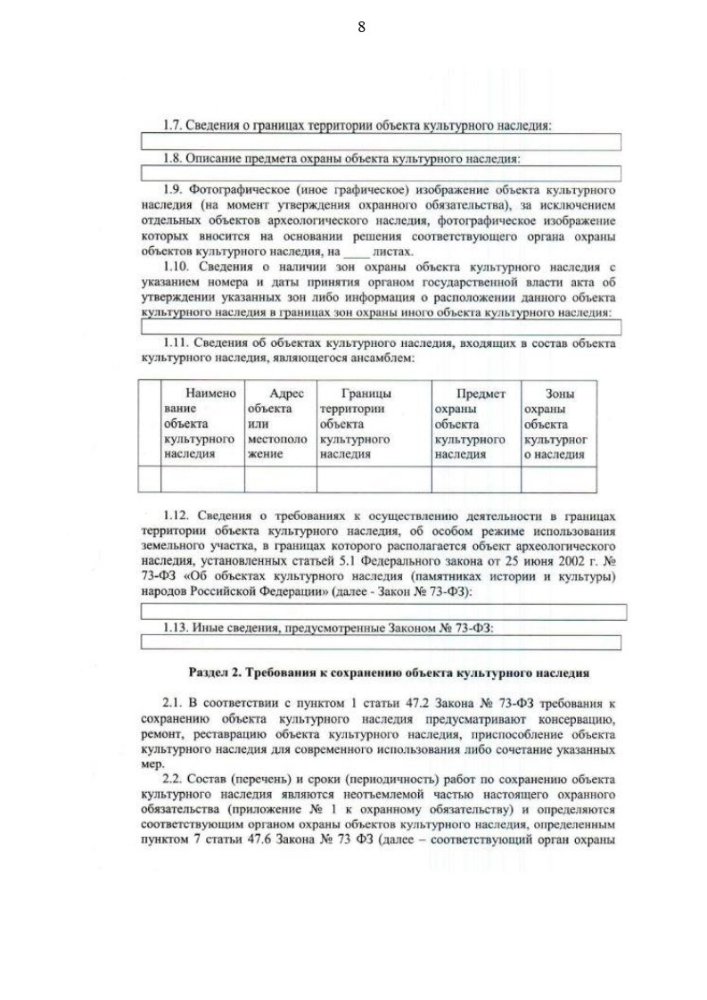 8
1.7. Сведения о границах территории объекта культурного наследия:
1.8. Описание предмета охраны объекта культурного наследия:
1.9. Фотографическое (иное графическое) изображение объекта культурного
наследия (на момент утверждения охранного обязательства), за исключением
отдельных объектов археологического наследия, фотографическое изображение
которых вносится на основании решения соответствующего органа охраны
объектов культурного наследия, на ____ листах.
1.10. Сведения о наличии зон охраны объекта культурного наследия с
указанием номера и даты принятия органом государственной власти акта об
утверждении указанных зон либо информация о расположении данного объекта
культурного наследия в границах зон охраны иного объекта культурного наследия:
1.11. Сведения об объектах культурного наследия, входящих в состав объекта
культурного наследия, являющегося ансамблем:
Наимено Адрес Границы Предмет Зоны
вание объекта территории охраны охраны
объекта или объекта объекта объекта
культурного местополо культурного культурного культурног
наследия жение наследия наследия о наследия
1.12. Сведения о требованиях к осуществлению деятельности в границах
территории объекта культурного наследия, об особом режиме использования
земельного участка, в границах которого располагается объект археологического
наследия, установленных статьей 5.1 Федерального закона от 25 июня 2002 г. №
73-ФЗ «Об объектах культурного наследия (памятниках истории и культуры)
народов Российской Федерации» (далее - Закон № 73-ФЗ):
1.13. Иные сведения, предусмотренные Законом № 73-ФЗ:
Раздел 2. Требования к сохранению объекта культурного наследия
2.1. В соответствии с пунктом 1 статьи 47.2 Закона № 73-ФЗ требования к
сохранению объекта культурного наследия предусматривают консервацию,
ремонт, реставрацию объекта культурного наследия, приспособление объекта
культурного наследия для современного использования либо сочетание указанных
мер.
2.2. Состав (перечень) и сроки (периодичность) работ по сохранению объекта
культурного наследия являются неотъемлемой частью настоящего охранного
обязательства (приложение № 1 к охранному обязательству) и определяются
соответствующим органом охраны объектов культурного наследия, определенным
пунктом 7 статьи 47.6 Закона № 73 ФЗ (далее – соответствующий орган охраны